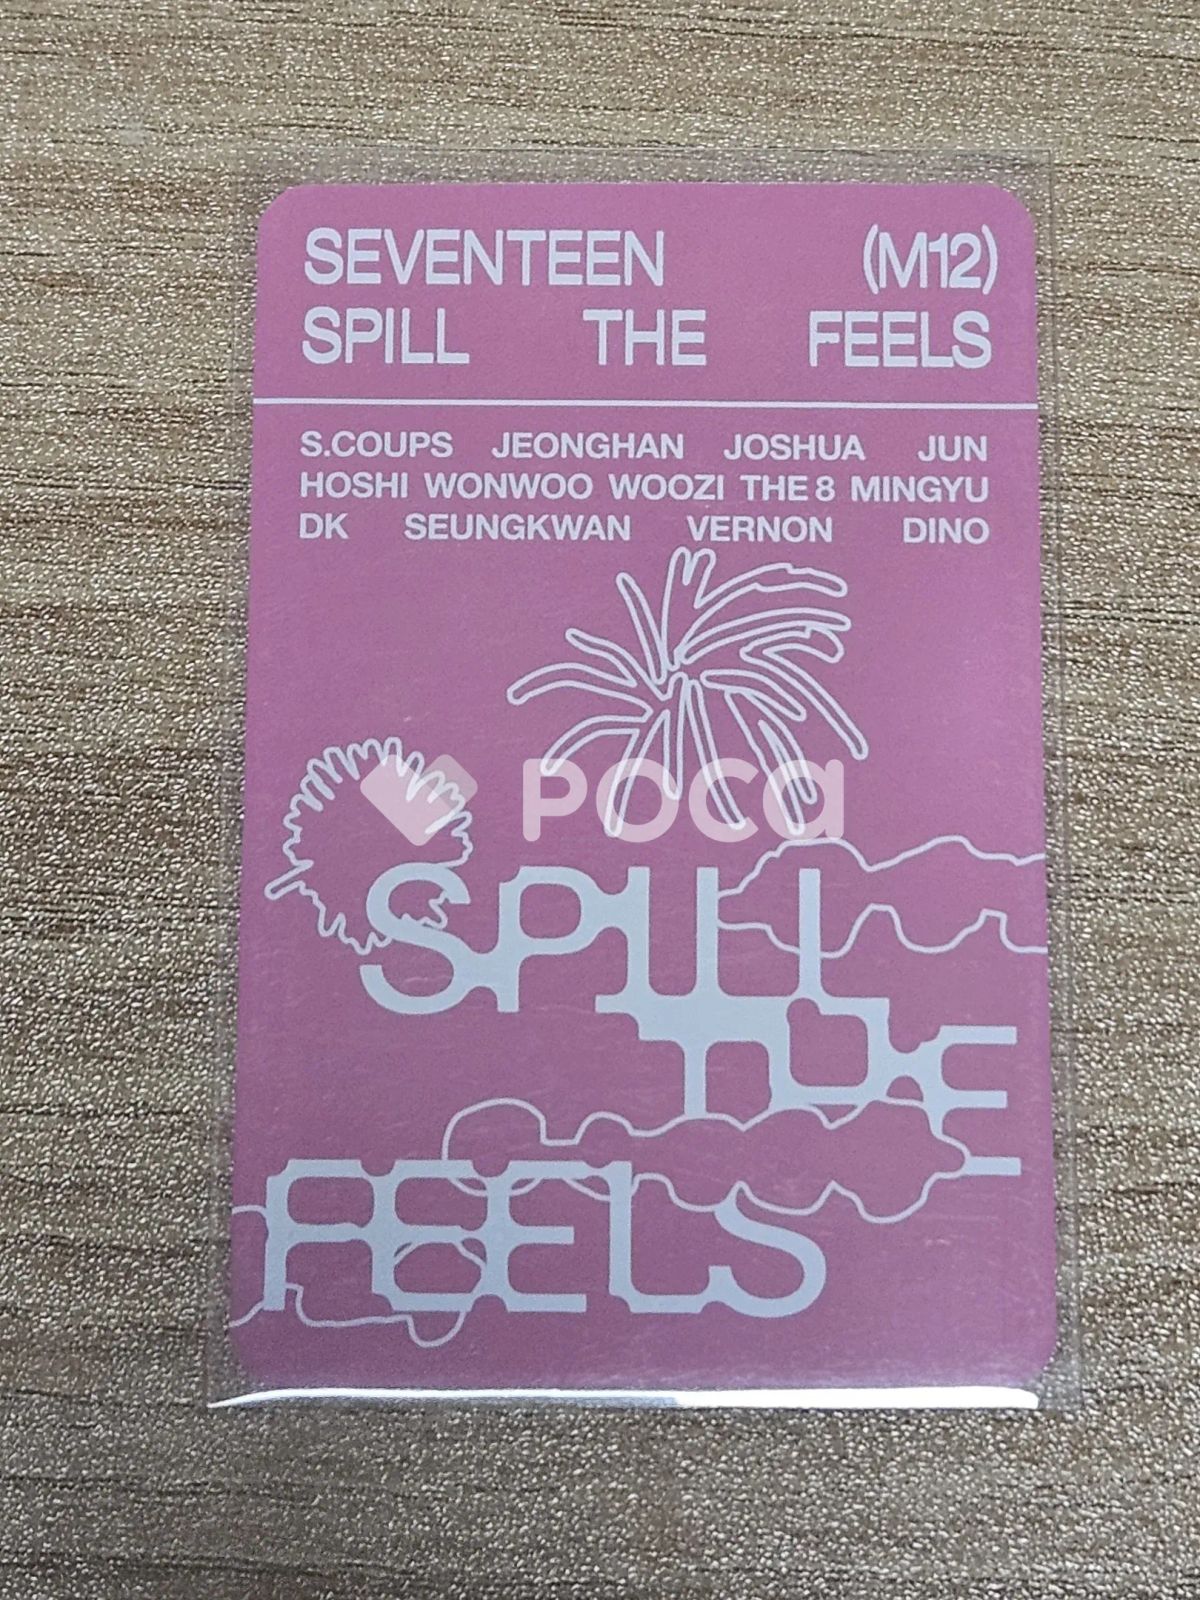 SEVENTEEN (M12)
SPILL THE FEELS
S.COUPS JEONGHAN JOSHUA JUN
HOSHI WONWOO WOOZI THE 8 MINGYU
DK SEUNGKWAN VERNON DINO
POCA
SPILL
THE
FEELS